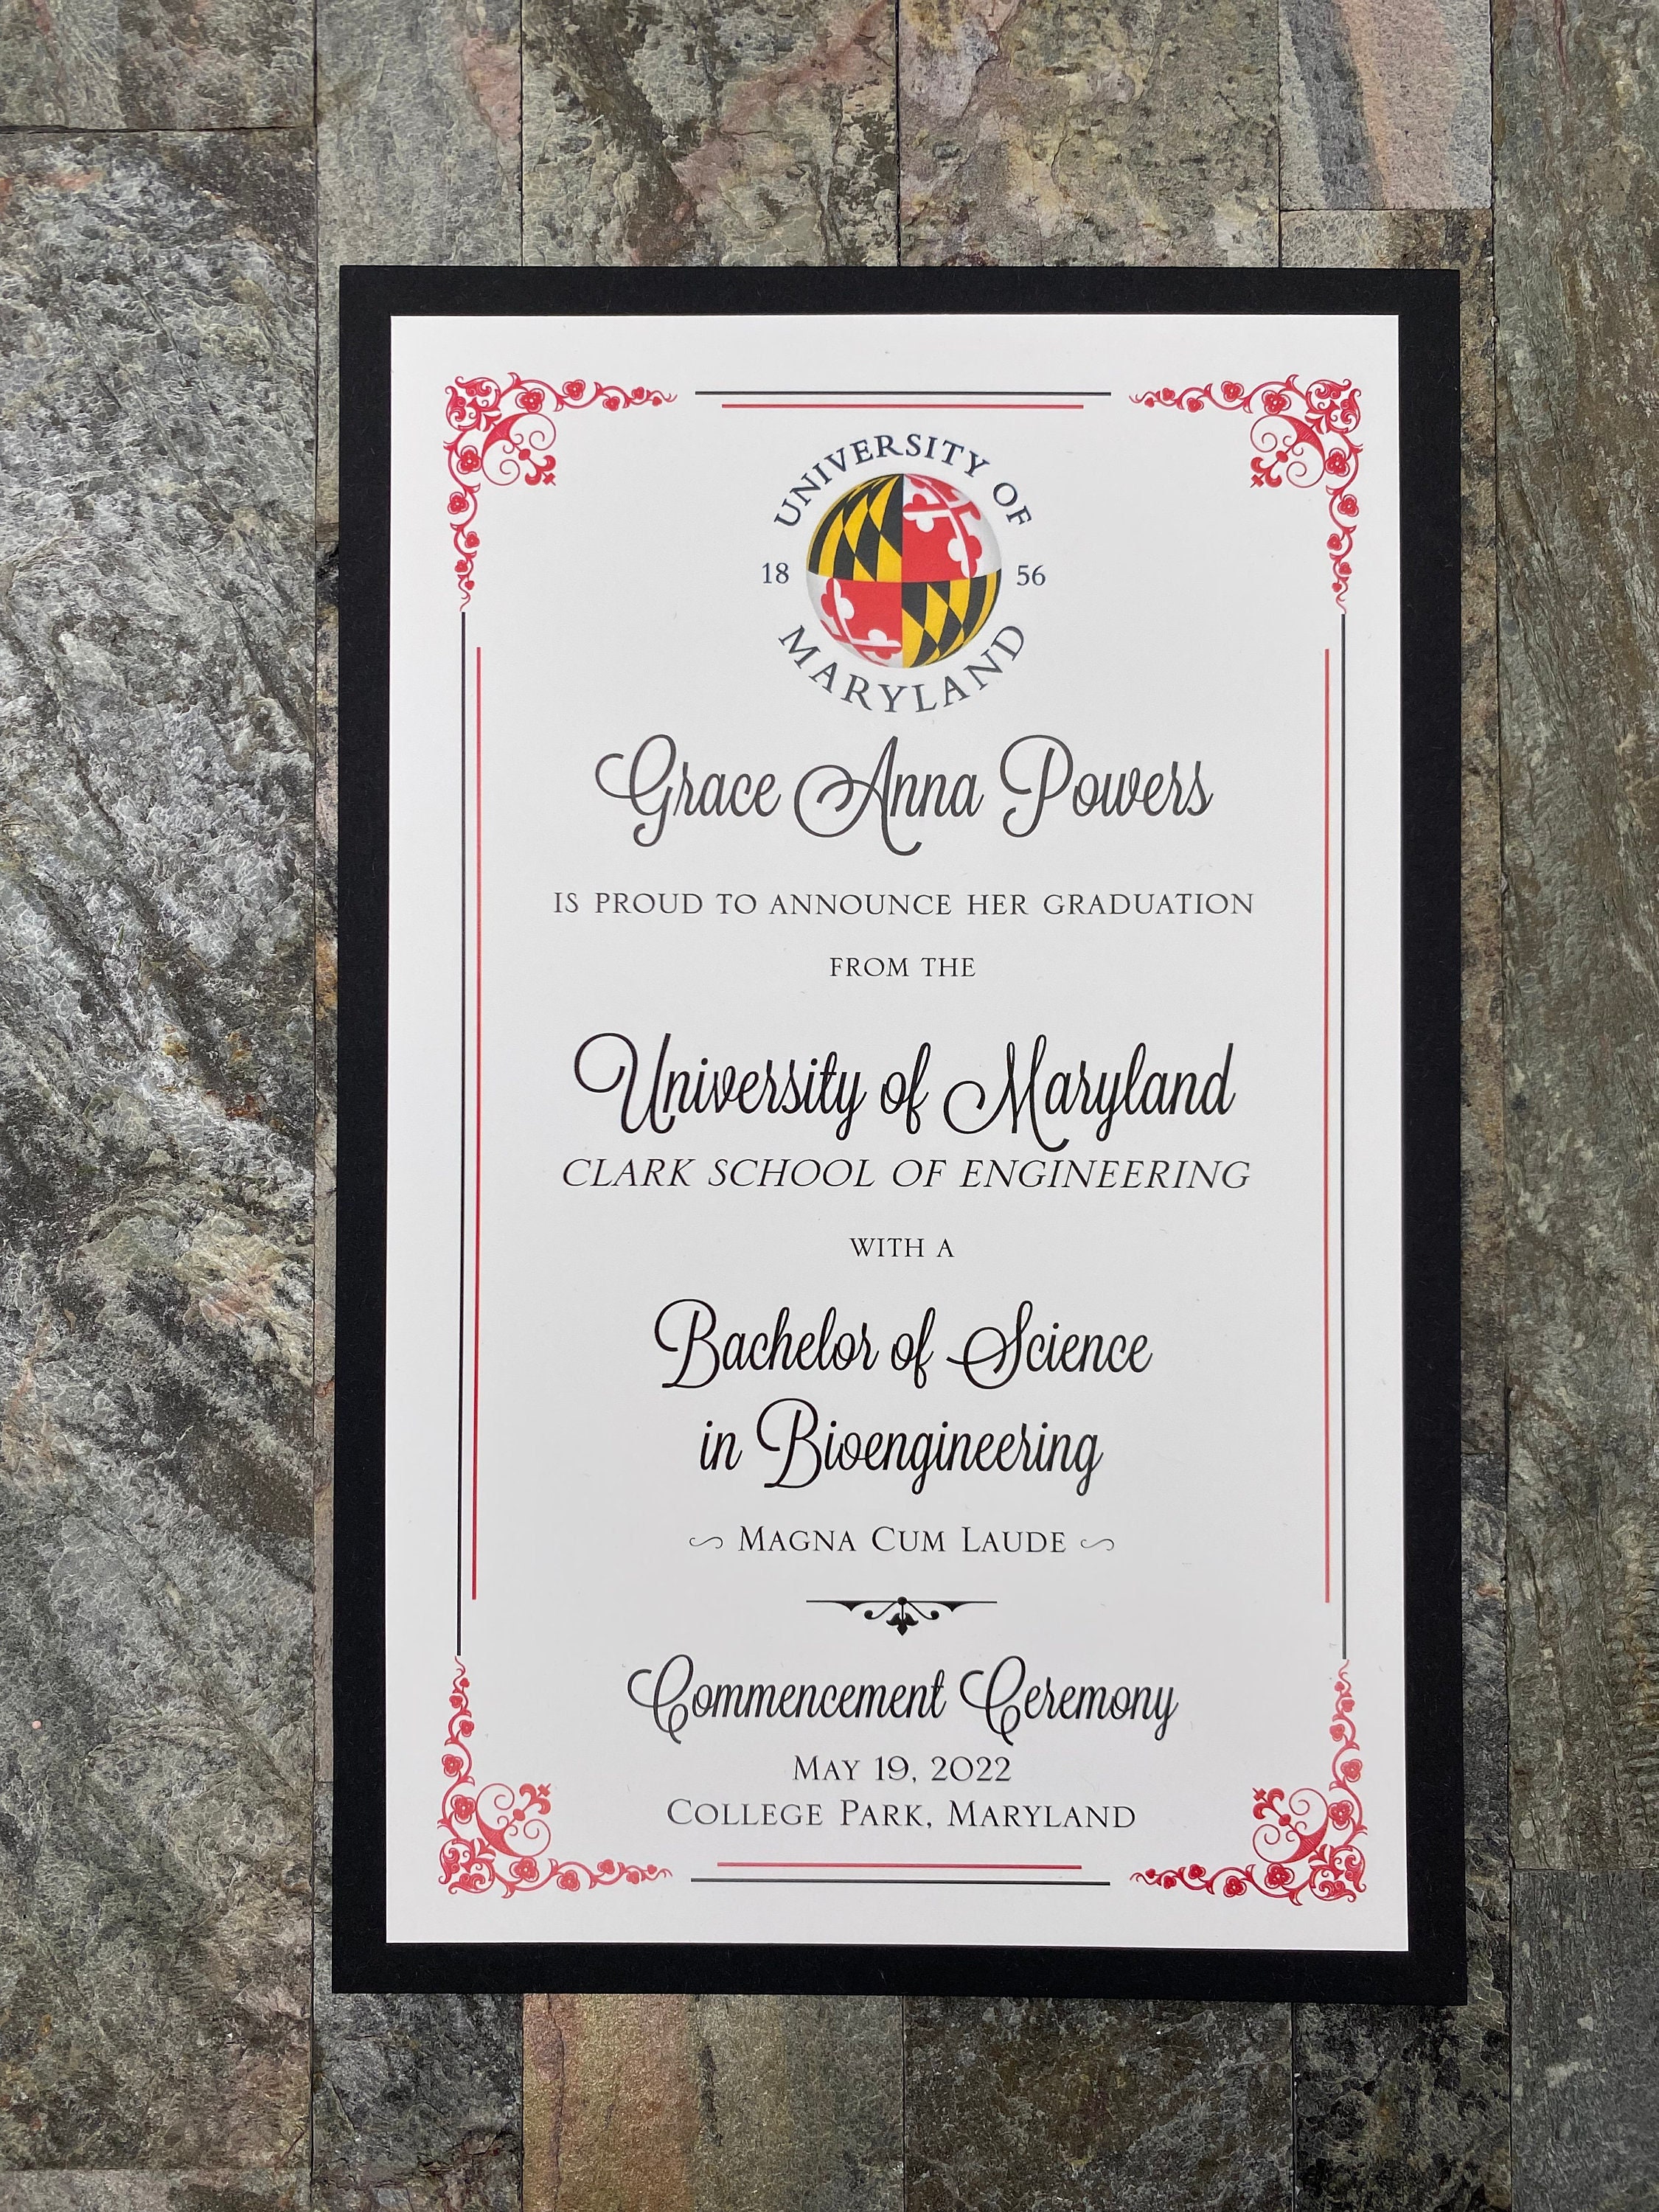 UNIVERSITY OF
18 56
MARYLAND
Grace Anna Powers
IS PROUD TO ANNOUNCE HER GRADUATION
FROM THE
University of Maryland
CLARK SCHOOL OF ENGINEERING
WITH A
Bachelor of Science
in Bioengineering
~ MAGNA CUM LAUDE ~
Commencement Ceremony
MAY 19, 2022
COLLEGE PARK, MARYLAND